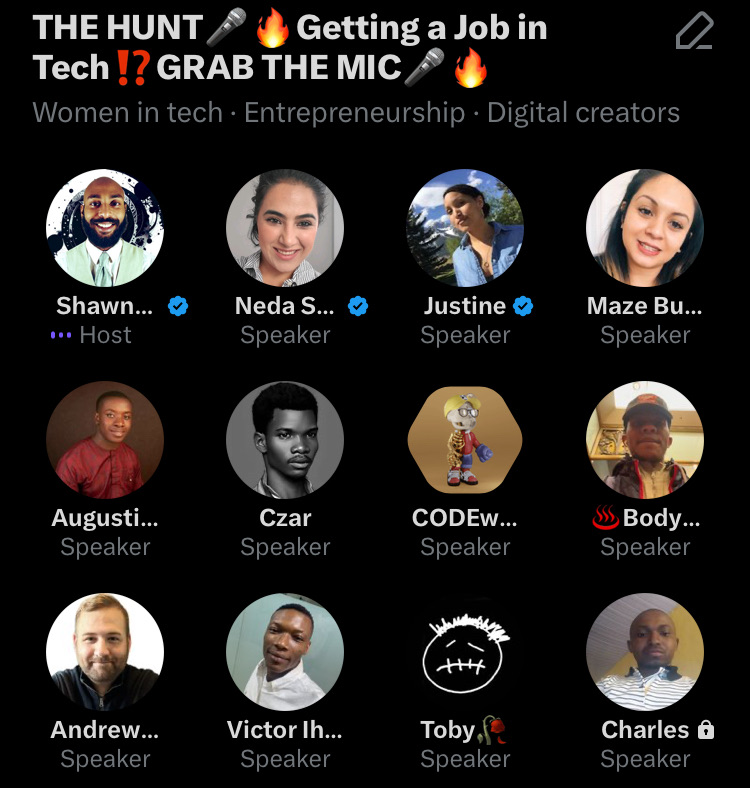 THE HUNT🎤🔥Getting a Job in
Tech⁉️GRAB THE MIC🎤🔥
Women in tech · Entrepreneurship · Digital creators
Shawn... Neda S... Justine Maze Bu...
Host Speaker Speaker Speaker
Augusti... Czar CODEw... ♨️Body...
Speaker Speaker Speaker Speaker
Andrew... Victor Ih... Toby🥀 Charles
Speaker Speaker Speaker Speaker